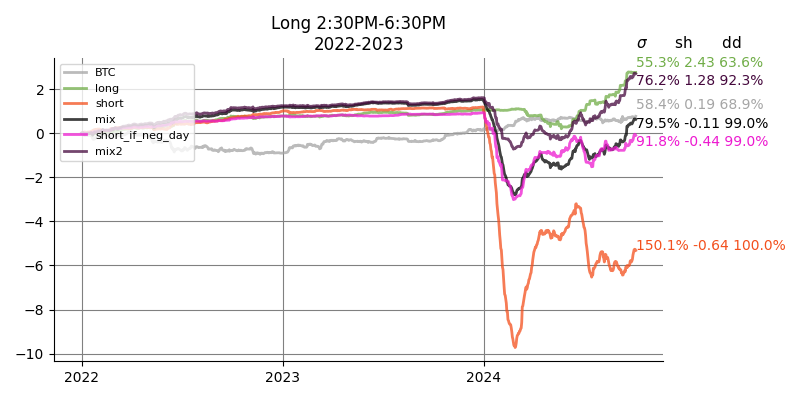 Long 2:30PM-6:30PM
2022-2023
σ sh dd
55.3% 2.43 63.6%
76.2% 1.28 92.3%
58.4% 0.19 68.9%
79.5% -0.11 99.0%
91.8% -0.44 99.0%
150.1% -0.64 100.0%
BTC
long
short
mix
short_if_neg_day
mix2
2
0
−2
−4
−6
−8
−10
2022 2023 2024